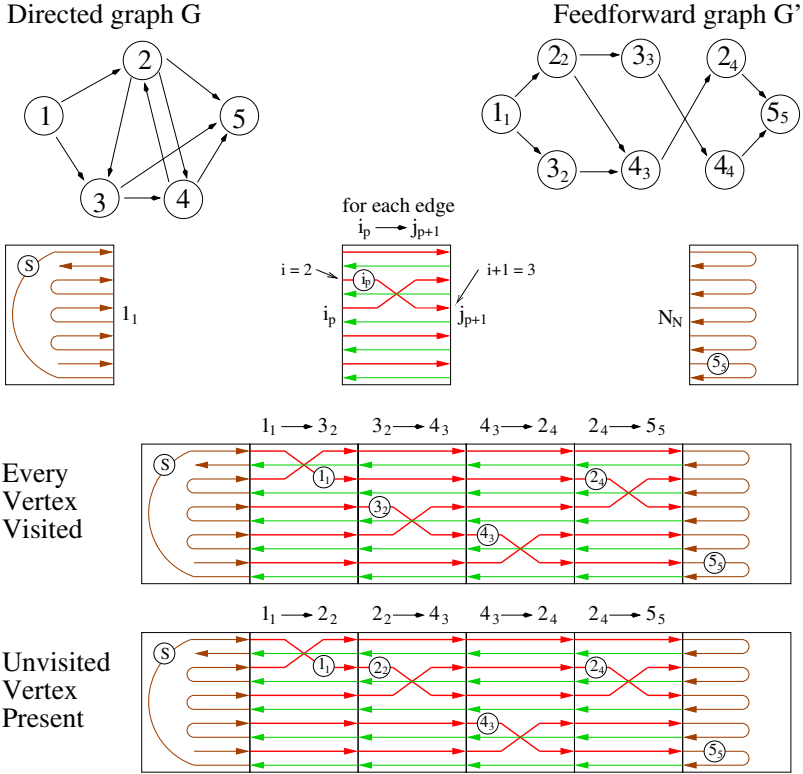 Directed graph G
Feedforward graph G'
1
2
3
4
5
1₁
2₂
3₃
2₄
3₂
4₃
4₄
5₅
for each edge
iₚ → jₚ₊₁
S
1₁
i = 2
iₚ
iₚ
i+1 = 3
jₚ₊₁
N_N
5₅
1₁ → 3₂
3₂ → 4₃
4₃ → 2₄
2₄ → 5₅
Every
Vertex
Visited
S
1₁
3₂
4₃
2₄
5₅
1₁ → 2₂
2₂ → 4₃
4₃ → 2₄
2₄ → 5₅
Unvisited
Vertex
Present
S
1₁
2₂
4₃
2₄
5₅